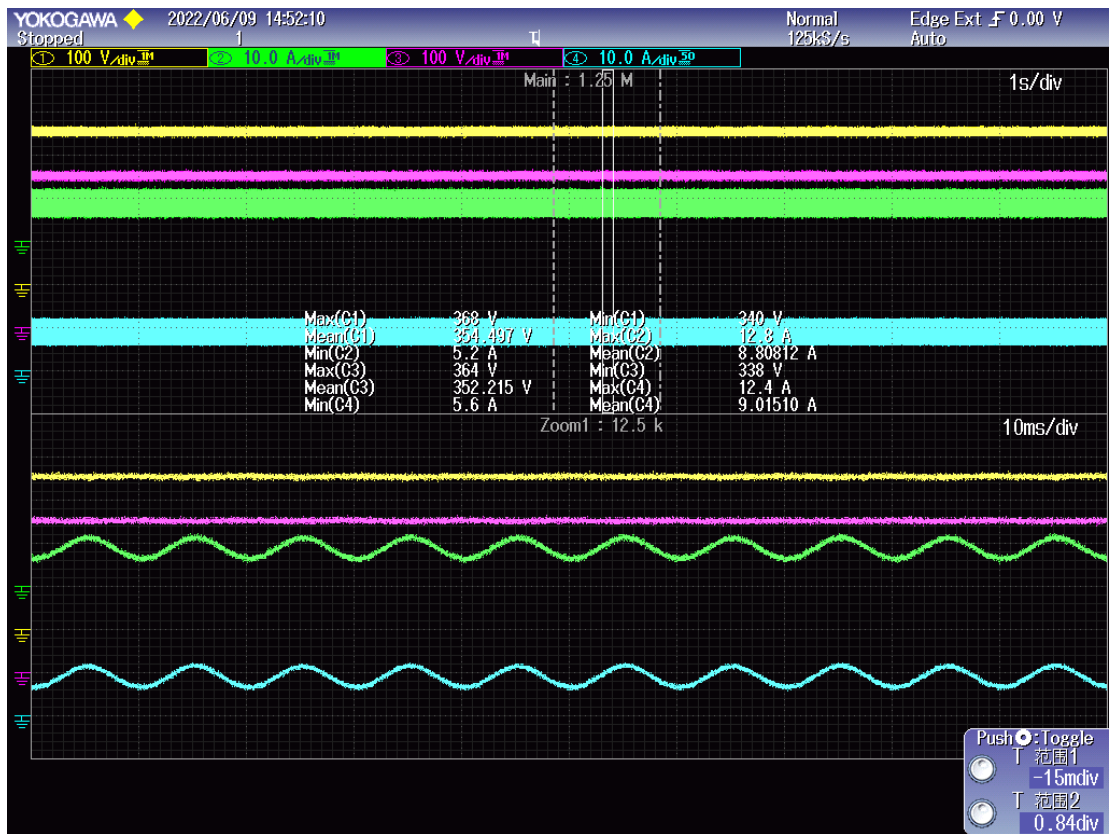 YOKOGAWA 2022/06/09 14:52:10 Normal Edge Ext 0.00 V
Stopped 1 125kS/s Auto
1 100 V/div 1M 2 10.0 A/div 1M 3 100 V/div 1M 4 10.0 A/div 50
Main : 1.25 M 1s/div
Max(C1) 368 V Min(C1) 340 V
Mean(C1) 354.497 V Max(C2) 12.8 A
Min(C2) 5.2 A Mean(C2) 8.80812 A
Max(C3) 364 V Min(C3) 338 V
Mean(C3) 352.215 V Max(C4) 12.4 A
Min(C4) 5.6 A Mean(C4) 9.01510 A
Zoom1 : 12.5 k 10ms/div
Push :Toggle
T 范围1
-15mdiv
T 范围2
0.84div